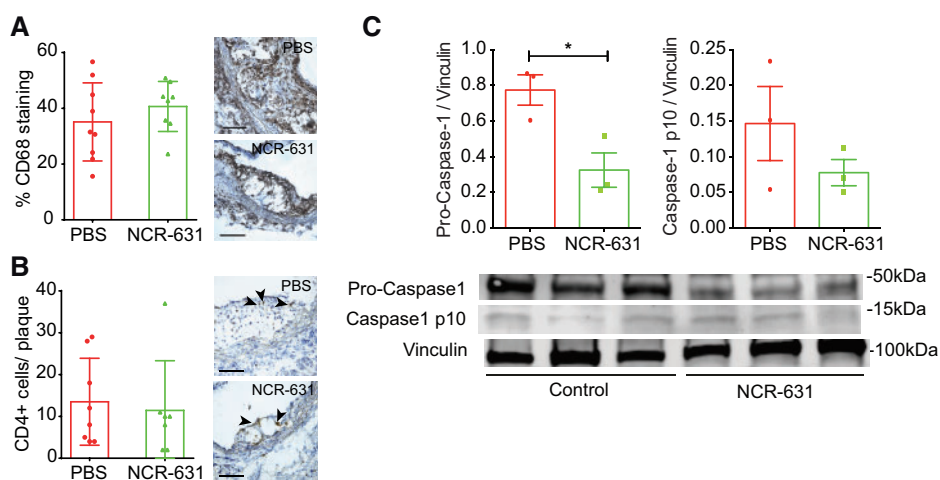 A
% CD68 staining
60
40
20
0
PBS
NCR-631
PBS
NCR-631
B
CD4+ cells/ plaque
40
30
20
10
0
PBS
NCR-631
PBS
NCR-631
C
Pro-Caspase-1 / Vinculin
0.8
0.6
0.4
0.2
0.0
1.0
*
PBS
NCR-631
Caspase-1 p10 / Vinculin
0.25
0.20
0.15
0.10
0.05
0.00
PBS
NCR-631
Pro-Caspase1
-50kDa
Caspase1 p10
-15kDa
Vinculin
-100kDa
Control
NCR-631